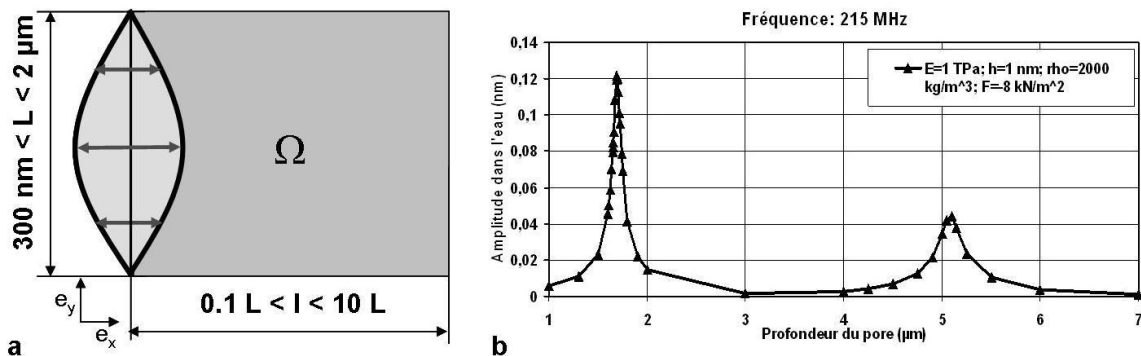 300 nm < L < 2 µm
Ω
e_y
e_x
0.1 L < l < 10 L
a
Fréquence: 215 MHz
Amplitude dans l'eau (nm)
0,14
0,12
0,1
0,08
0,06
0,04
0,02
0
E=1 TPa; h=1 nm; rho=2000
kg/m^3; F=-8 kN/m^2
1 2 3 4 5 6 7
Profondeur du pore (µm)
b